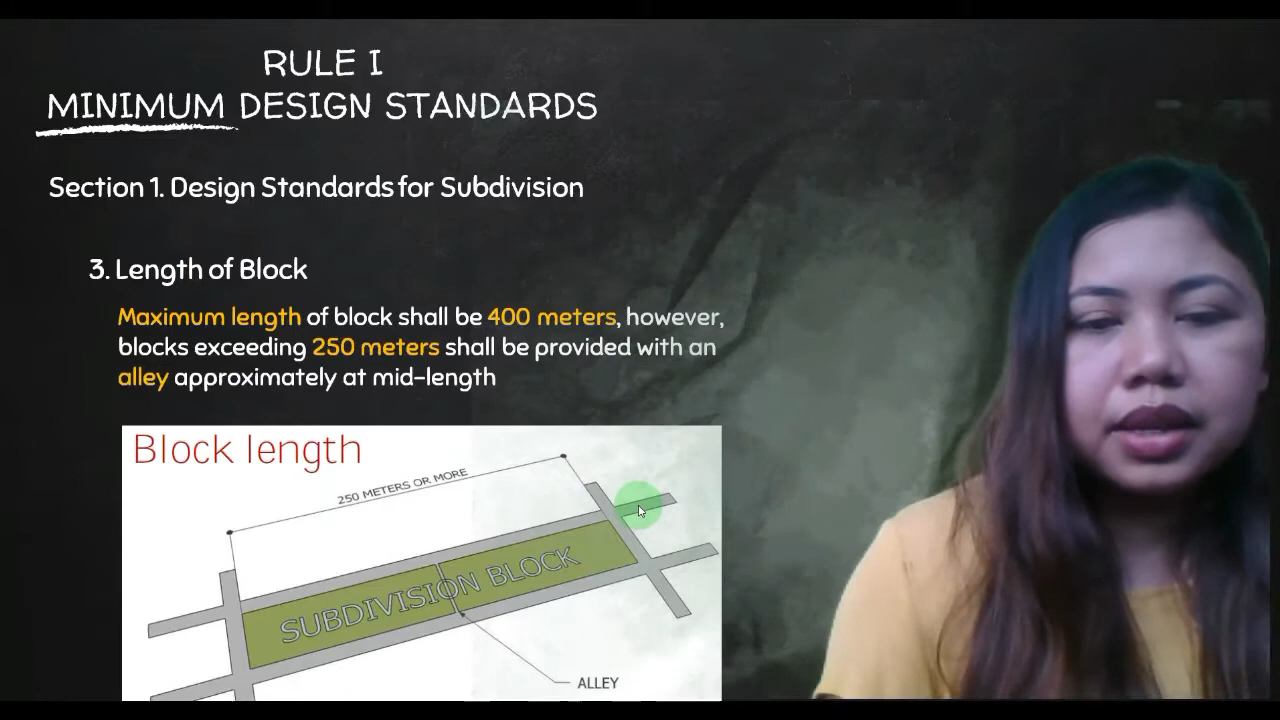 RULE I
MINIMUM DESIGN STANDARDS
Section 1. Design Standards for Subdivision
3. Length of Block
Maximum length of block shall be 400 meters, however,
blocks exceeding 250 meters shall be provided with an
alley approximately at mid-length
Block length
250 METERS OR MORE
SUBDIVISION BLOCK
ALLEY